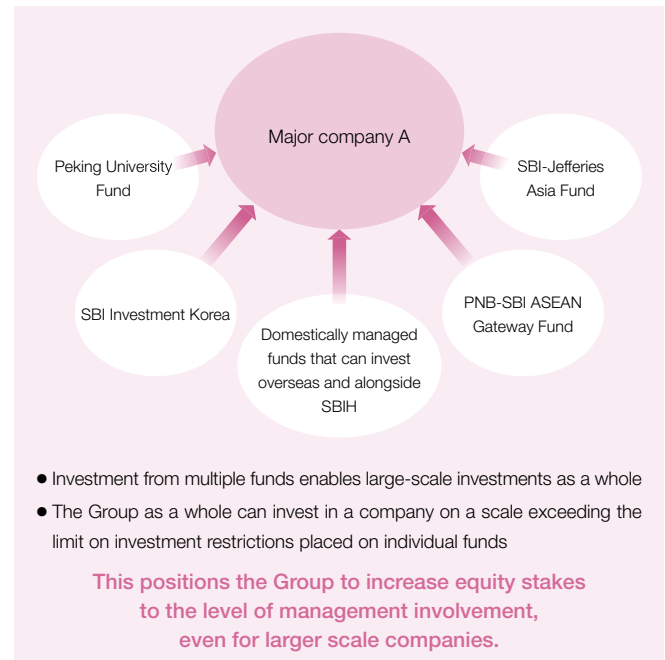 Major company A
Peking University
Fund
SBI-Jefferies
Asia Fund
SBI Investment Korea
PNB-SBI ASEAN
Gateway Fund
Domestically managed
funds that can invest
overseas and alongside
SBIH
● Investment from multiple funds enables large-scale investments as a whole
● The Group as a whole can invest in a company on a scale exceeding the
limit on investment restrictions placed on individual funds
This positions the Group to increase equity stakes
to the level of management involvement,
even for larger scale companies.